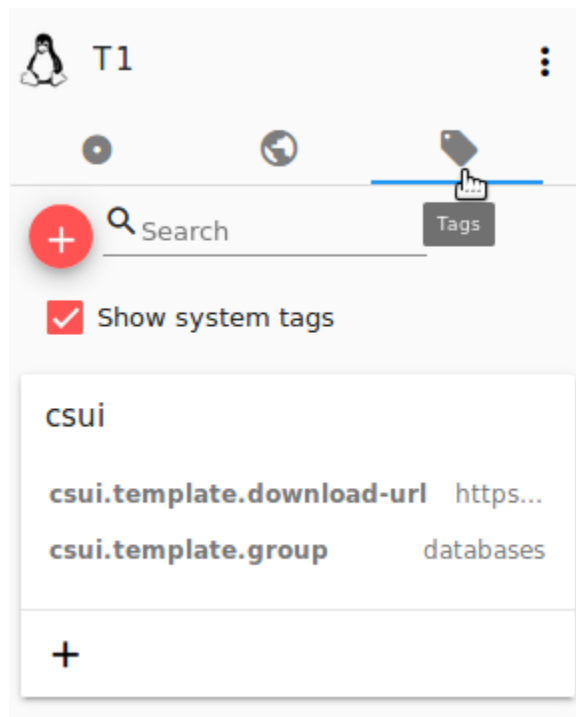 T1
Search
Tags
Show system tags
csui
csui.template.download-url https...
csui.template.group databases